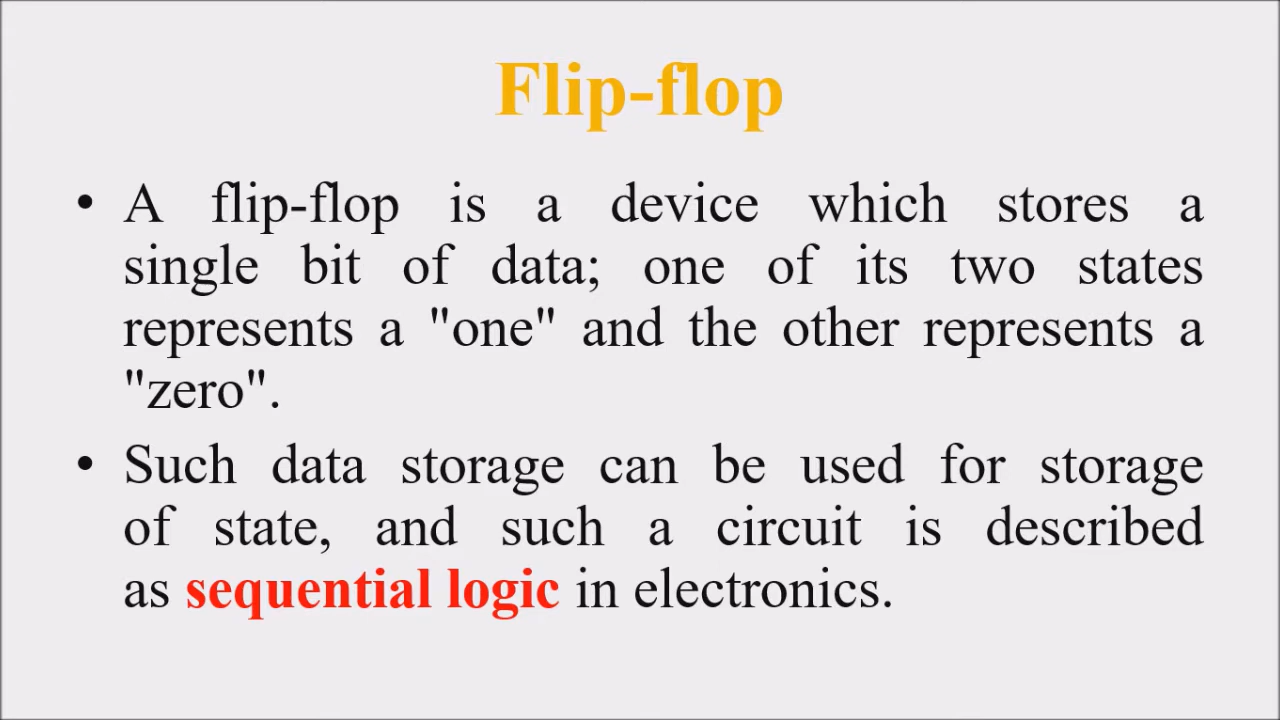 Flip-flop
• A flip-flop is a device which stores a
single bit of data; one of its two states
represents a "one" and the other represents a
"zero".
• Such data storage can be used for storage
of state, and such a circuit is described
as sequential logic in electronics.